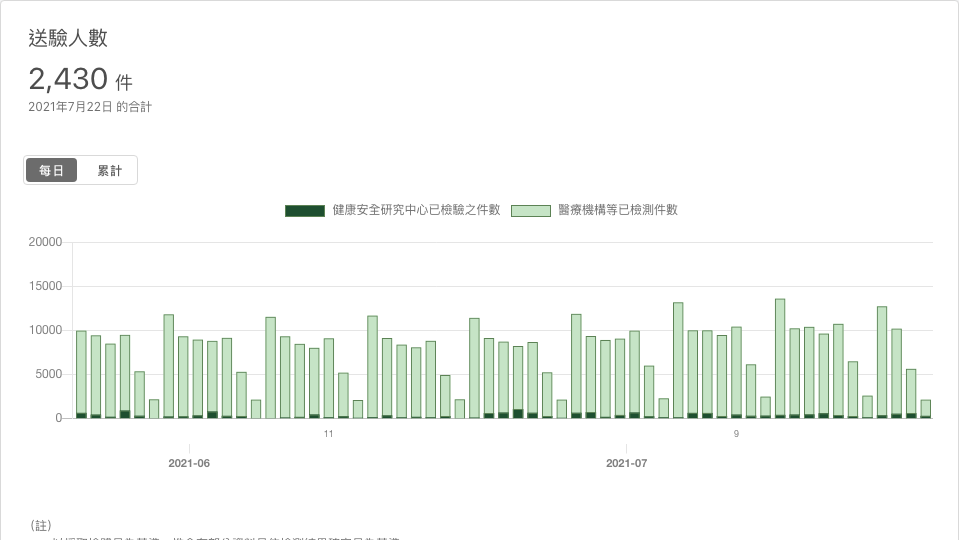 送驗人數
2,430 件
2021年7月22日 的合計
每日 累計
健康安全研究中心已檢驗之件數 醫療機構等已檢測件數
20000
15000
10000
5000
0
11 9
2021-06 2021-07
(註)